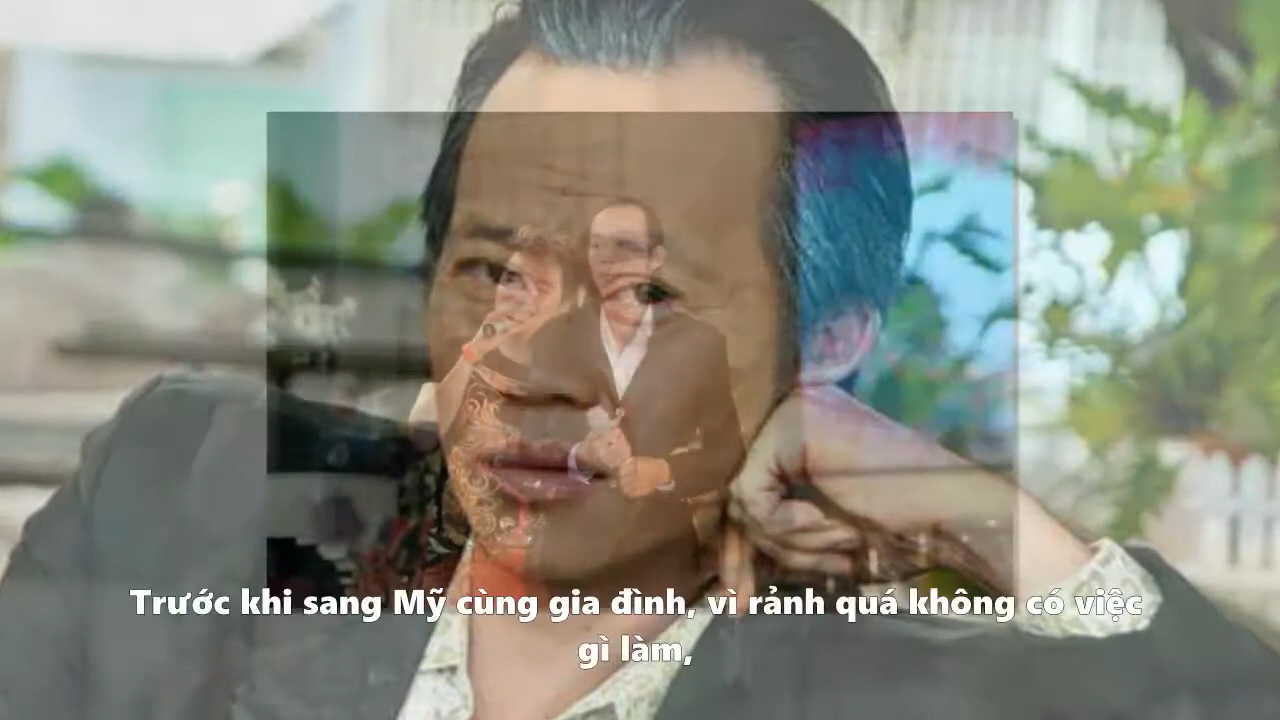 Trước khi sang Mỹ cùng gia đình, vì rảnh quá không có việc
gì làm,